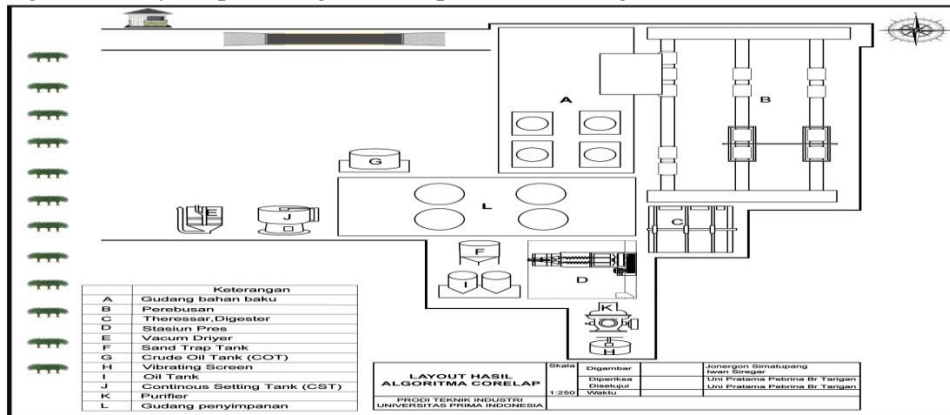 A
B
G
L
E
J
C
F
I
D
K
H
Keterangan
A Gudang bahan baku
B Perebusan
C Theressar,Digester
D Stasiun Pres
E Vacum Driyer
F Sand Trap Tank
G Crude Oil Tank (COT)
H Vibrating Screen
I Oil Tank
J Continous Setting Tank (CST)
K Purifier
L Gudang penyimpanan
LAYOUT HASIL
ALGORITMA CORELAP
PRODI TEKNIK INDUSTRI
UNIVERSITAS PRIMA INDONESIA
Skala
1:250
Digambar Jonergon Simatupang
Iwan Siregar
Diperiksa Uni Pratama Pebrina Br Tarigan
Disetujui Uni Pratama Pebrina Br Tarigan
Waktu